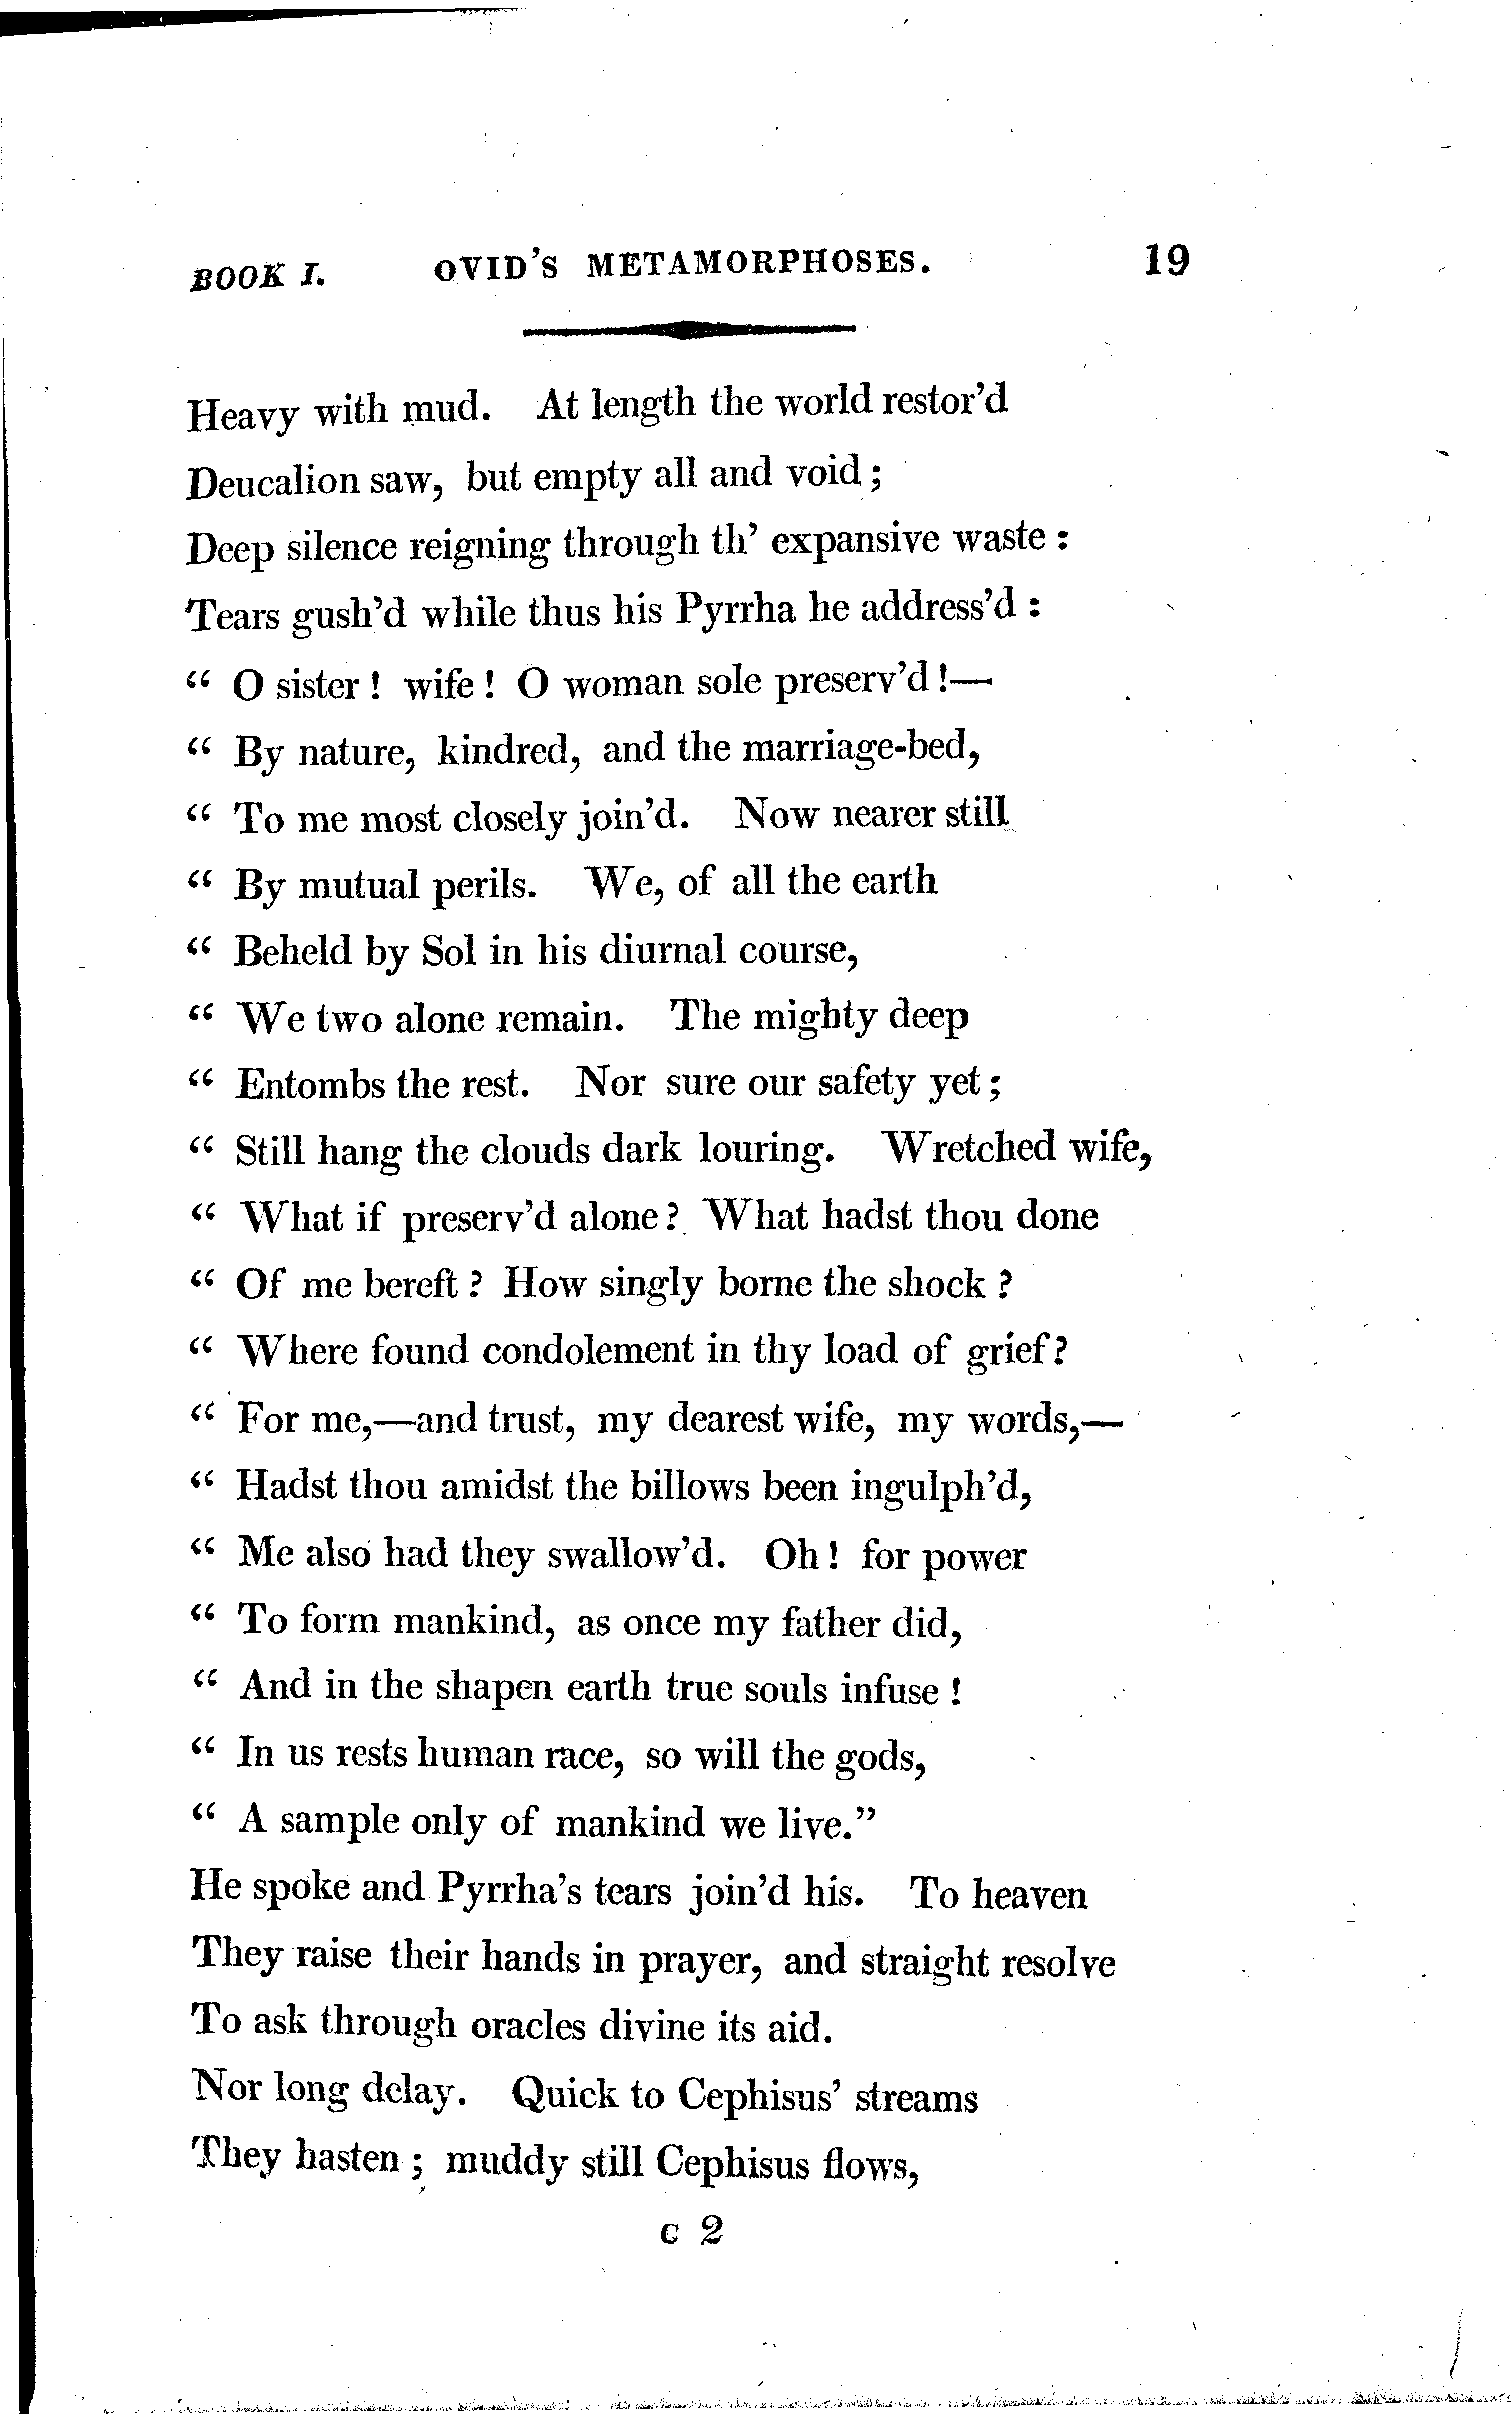 BOOK I. OVID'S METAMORPHOSES. 19
Heavy with mud. At length the world restor'd
Deucalion saw, but empty all and void;
Deep silence reigning through th' expansive waste:
Tears gush'd while thus his Pyrrha he address'd:
“ O sister! wife! O woman sole preserv'd!—
“ By nature, kindred, and the marriage-bed,
“ To me most closely join'd. Now nearer still
“ By mutual perils. We, of all the earth
“ Beheld by Sol in his diurnal course,
“ We two alone remain. The mighty deep
“ Entombs the rest. Nor sure our safety yet;
“ Still hang the clouds dark louring. Wretched wife,
“ What if preserv'd alone? What hadst thou done
“ Of me bereft? How singly borne the shock?
“ Where found condolement in thy load of grief?
“ For me,—and trust, my dearest wife, my words,—
“ Hadst thou amidst the billows been ingulph'd,
“ Me also had they swallow'd. Oh! for power
“ To form mankind, as once my father did,
“ And in the shapen earth true souls infuse!
“ In us rests human race, so will the gods,
“ A sample only of mankind we live.”
He spoke and Pyrrha's tears join'd his. To heaven
They raise their hands in prayer, and straight resolve
To ask through oracles divine its aid.
Nor long delay. Quick to Cephisus' streams
They hasten; muddy still Cephisus flows,
C 2